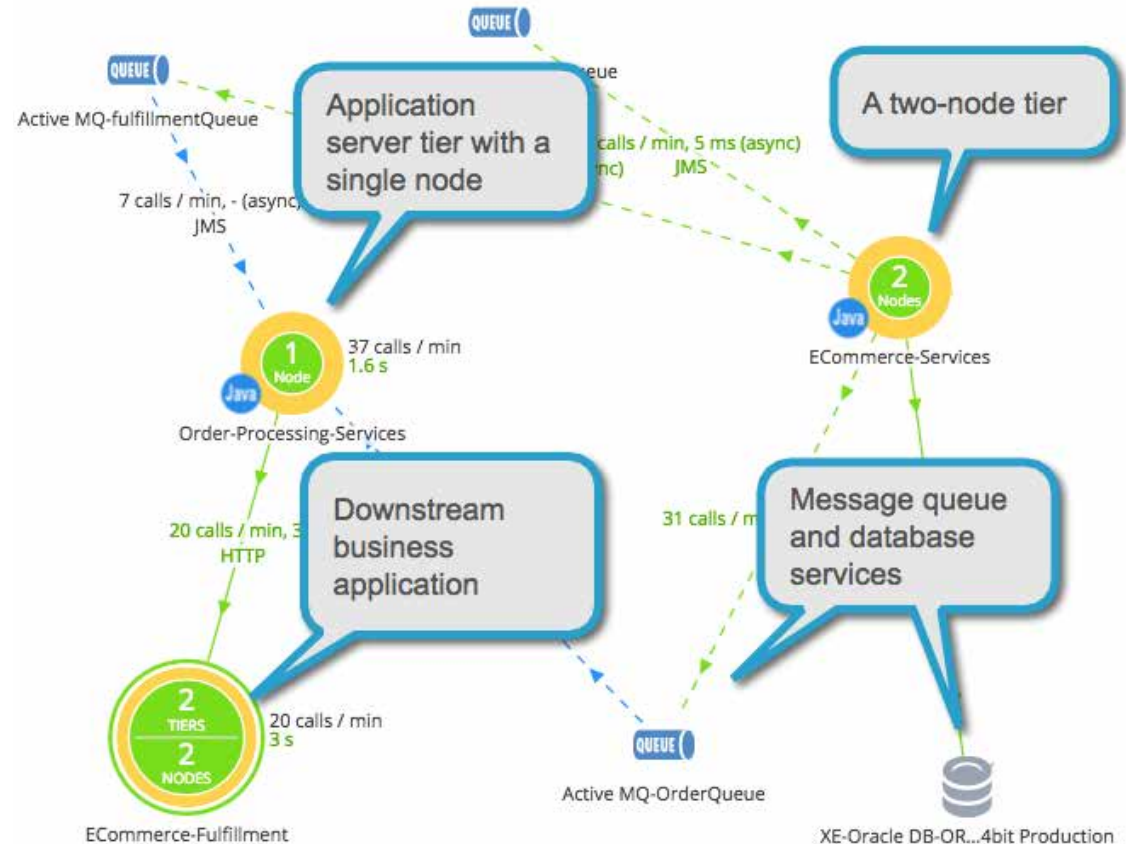 QUEUE
QUEUE
eue
Active MQ-fulfillmentQueue
Application
server tier with a
single node
A two-node tier
calls / min, 5 ms (async)
nc)
JMS
7 calls / min, - (async)
JMS
2
Nodes
Java
ECommerce-Services
1
Node
Java
37 calls / min
1.6 s
Order-Processing-Services
Downstream
business
application
Message queue
and database
services
20 calls / min, 3
HTTP
31 calls / m
2
TIERS
2
NODES
20 calls / min
3 s
ECommerce-Fulfillment
QUEUE
Active MQ-OrderQueue
XE-Oracle DB-OR...4bit Production